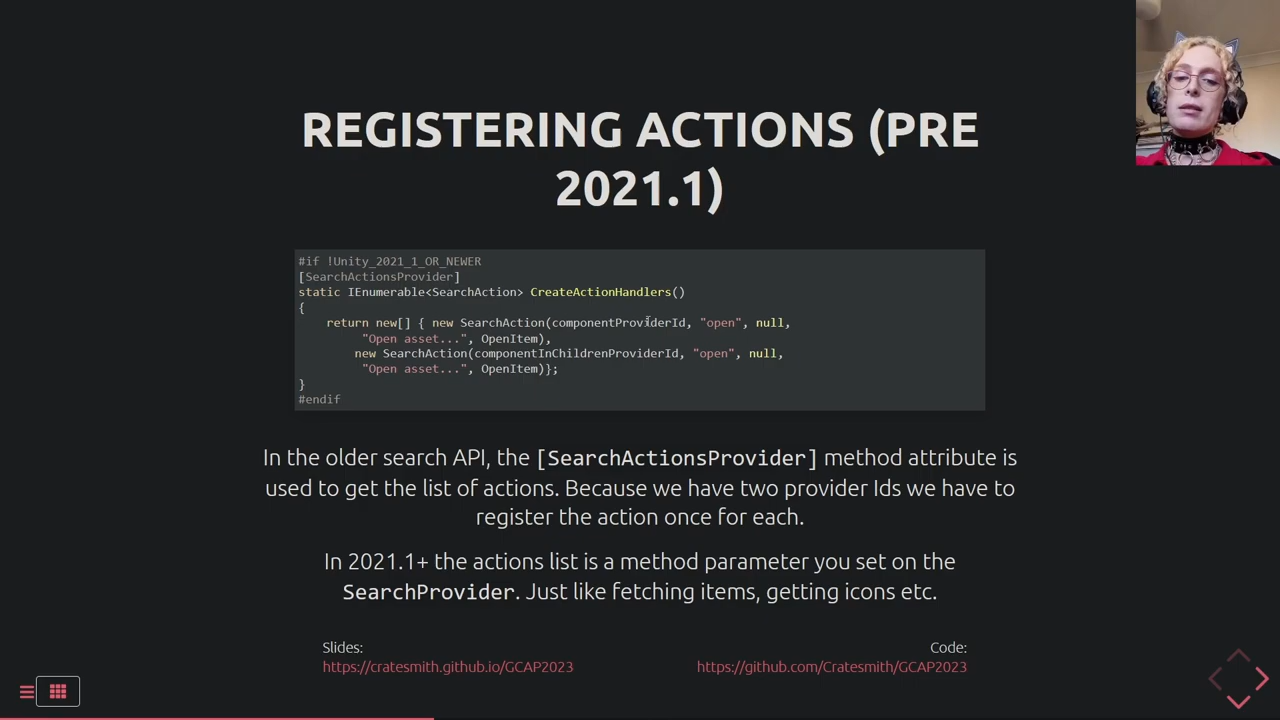 REGISTERING ACTIONS (PRE
2021.1)
#if !Unity_2021_1_OR_NEWER
[SearchActionsProvider]
static IEnumerable<SearchAction> CreateActionHandlers()
{
return new[] { new SearchAction(componentProviderId, "open", null,
"Open asset...", OpenItem),
new SearchAction(componentInChildrenProviderId, "open", null,
"Open asset...", OpenItem)};
}
#endif
In the older search API, the [SearchActionsProvider] method attribute is
used to get the list of actions. Because we have two provider Ids we have to
register the action once for each.
In 2021.1+ the actions list is a method parameter you set on the
SearchProvider. Just like fetching items, getting icons etc.
Slides:
https://cratesmith.github.io/GCAP2023
Code:
https://github.com/Cratesmith/GCAP2023